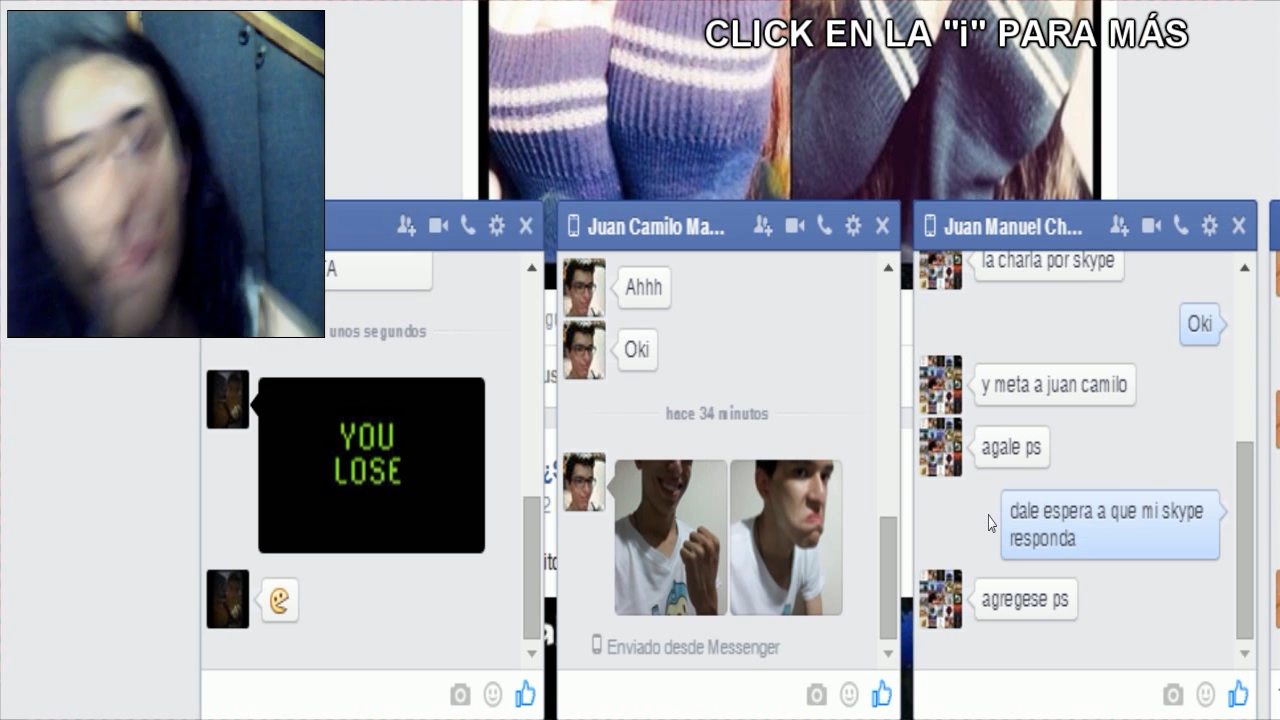 CLICK EN LA "i" PARA MÁS
TA
unos segundos
YOU
LOSE
Juan Camilo Ma...
Ahhh
Oki
hace 34 minutos
Enviado desde Messenger
Juan Manuel Ch...
la charla por skype
Oki
y meta a juan camilo
agale ps
dale espera a que mi skype
responda
agregese ps